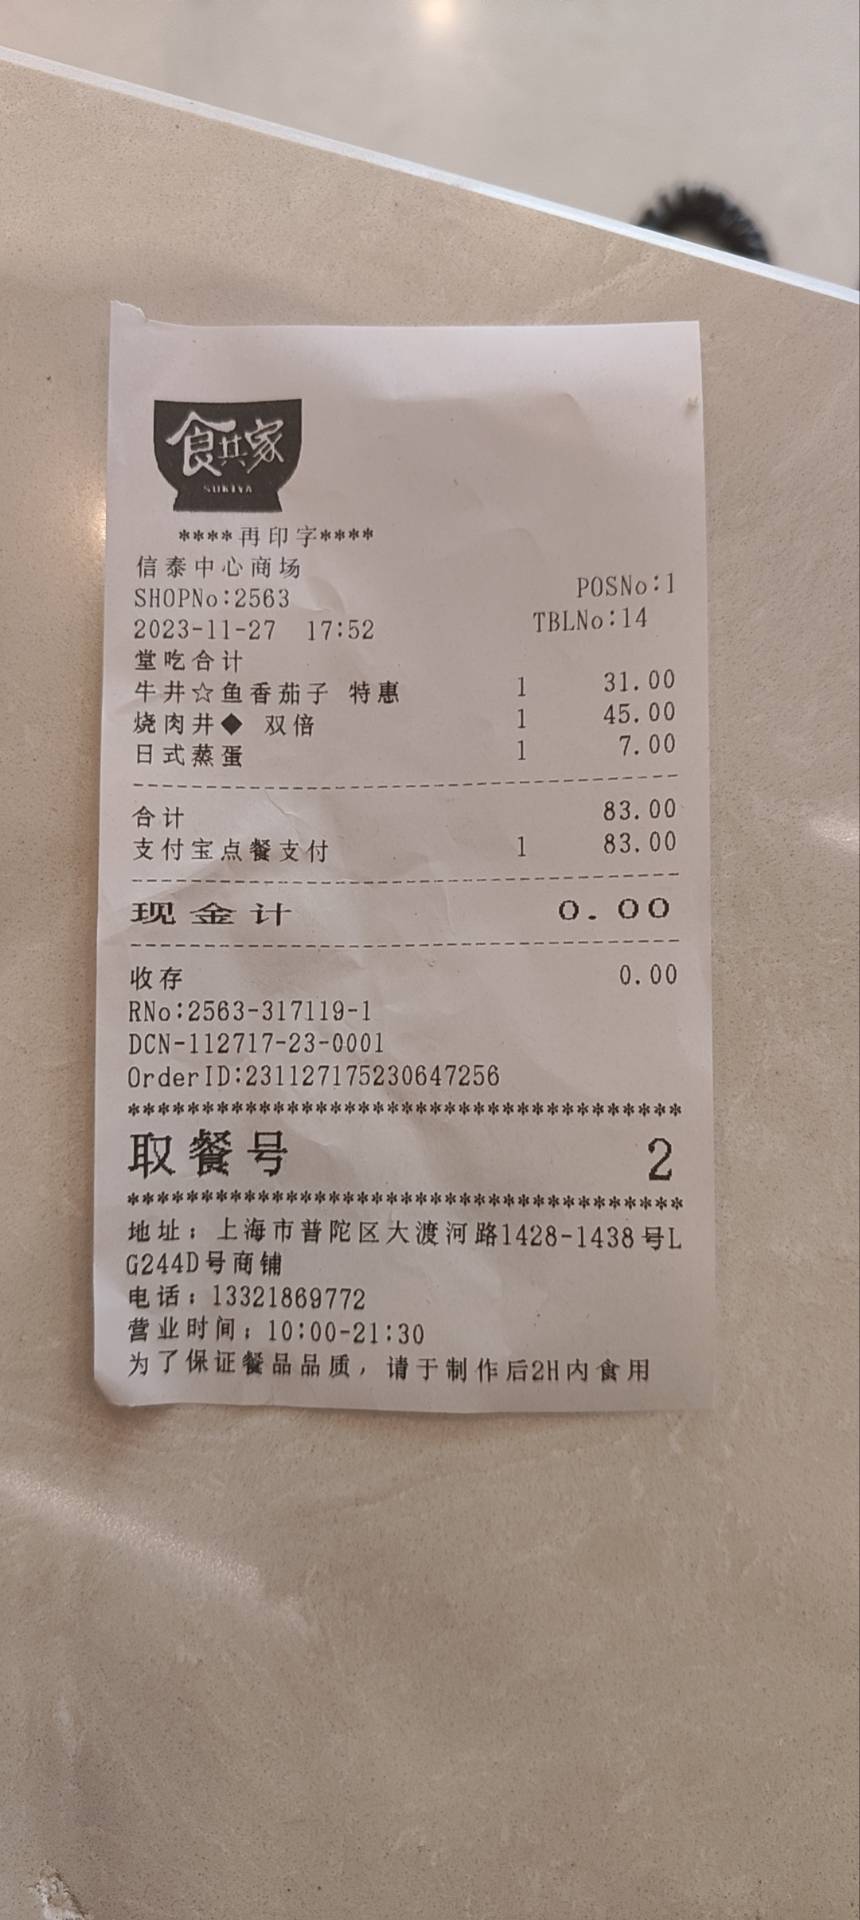 食其家
SUKIYA
****再印字****
信泰中心商场
SHOPNo:2563 POSNo:1
2023-11-27 17:52 TBLNo:14
堂吃合计
牛丼☆鱼香茄子 特惠 1 31.00
烧肉丼◆ 双倍 1 45.00
日式蒸蛋 1 7.00
合计 83.00
支付宝点餐支付 1 83.00
现金计 0.00
收存 0.00
RNo:2563-317119-1
DCN-112717-23-0001
OrderID:231127175230647256
***************************************
取餐号 2
***************************************
地址：上海市普陀区大渡河路1428-1438号L
G244D号商铺
电话：13321869772
营业时间：10:00-21:30
为了保证餐品品质，请于制作后2H内食用